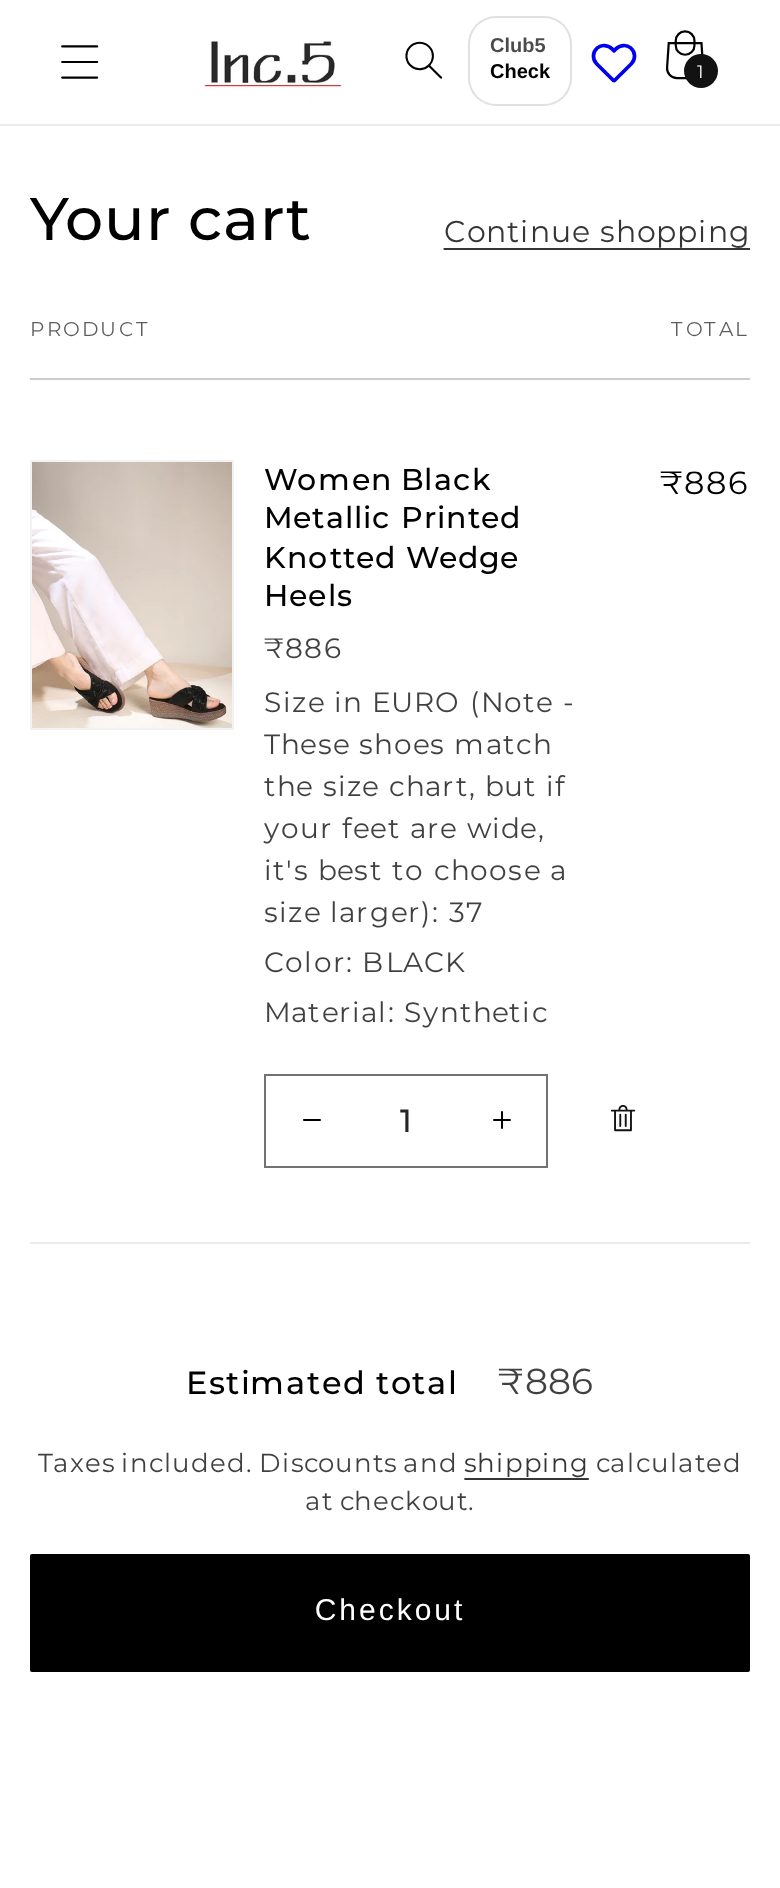 Inc.5
Club5
Check
1
Your cart
Continue shopping
PRODUCT
TOTAL
Women Black
Metallic Printed
Knotted Wedge
Heels
₹886
₹886
Size in EURO (Note -
These shoes match
the size chart, but if
your feet are wide,
it's best to choose a
size larger): 37
Color: BLACK
Material: Synthetic
− 1 +
Estimated total ₹886
Taxes included. Discounts and shipping calculated
at checkout.
Checkout